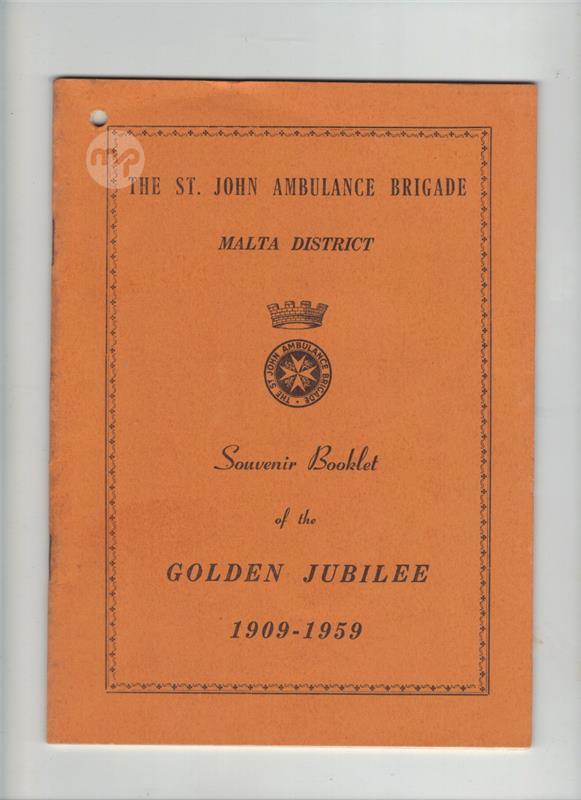 mp
THE ST. JOHN AMBULANCE BRIGADE
MALTA DISTRICT
THE ST JOHN AMBULANCE BRIGADE
Souvenir Booklet
of the
GOLDEN JUBILEE
1909-1959